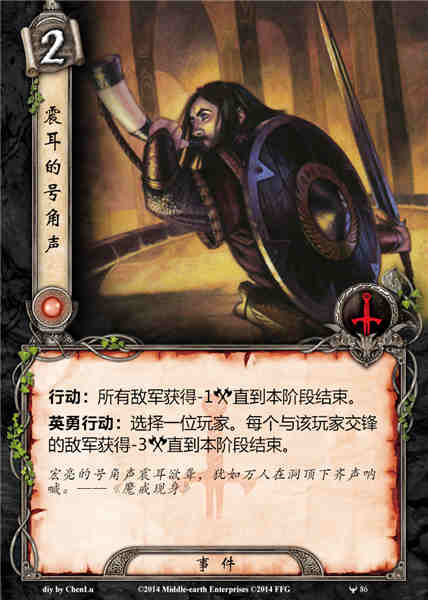 2
震耳的号角声
行动：所有敌军获得-1直到本阶段结束。
英勇行动：选择一位玩家。每个与该玩家交锋
的敌军获得-3直到本阶段结束。
宏亮的号角声震耳欲聋，犹如万人在洞顶下齐声呐
喊。——《魔戒现身》
事件
diy by ChenLu ©2014 Middle-earth Enterprises ©2014 FFG 86